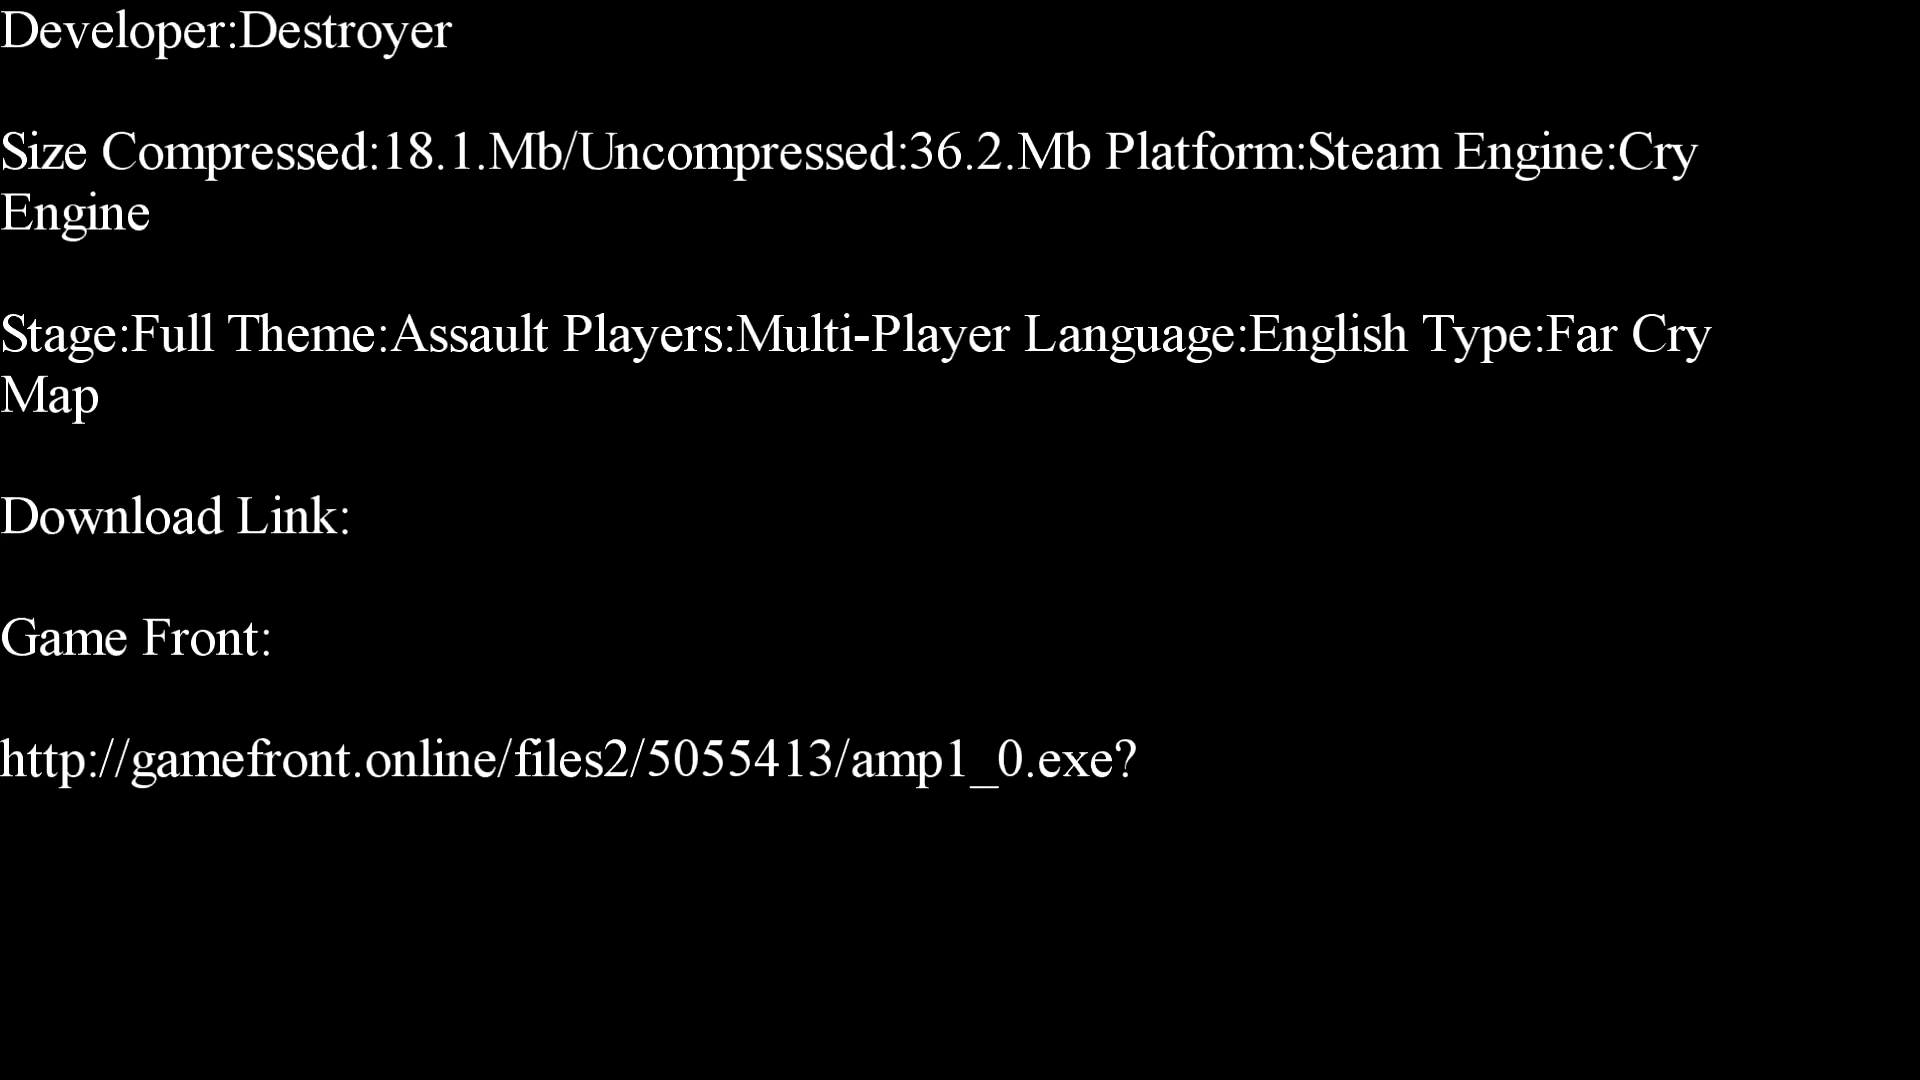 Developer:Destroyer
Size Compressed:18.1.Mb/Uncompressed:36.2.Mb Platform:Steam Engine:Cry
Engine
Stage:Full Theme:Assault Players:Multi-Player Language:English Type:Far Cry
Map
Download Link:
Game Front:
http://gamefront.online/files2/5055413/amp1_0.exe?